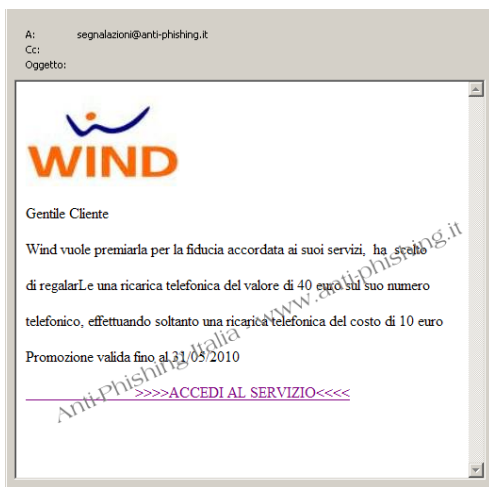 A: segnalazioni@anti-phishing.it
Cc:
Oggetto:
WIND
Gentile Cliente
Wind vuole premiarla per la fiducia accordata ai suoi servizi, ha scelto
di regalarLe una ricarica telefonica del valore di 40 euro sul suo numero
telefonico, effettuando soltanto una ricarica telefonica del costo di 10 euro
Promozione valida fino al 31/05/2010
>>>>ACCEDI AL SERVIZIO<<<<
Anti-Phishing Italia www.anti-phishing.it